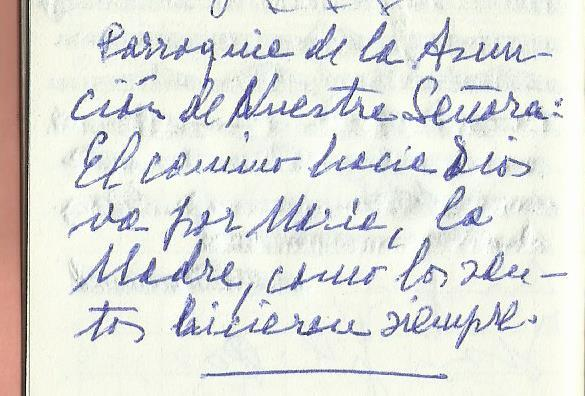 Parroquia de la Asun-
ción de Nuestra Señora:
El camino hacia Dios
va por María, la
Madre, como los san-
tos hicieron siempre.